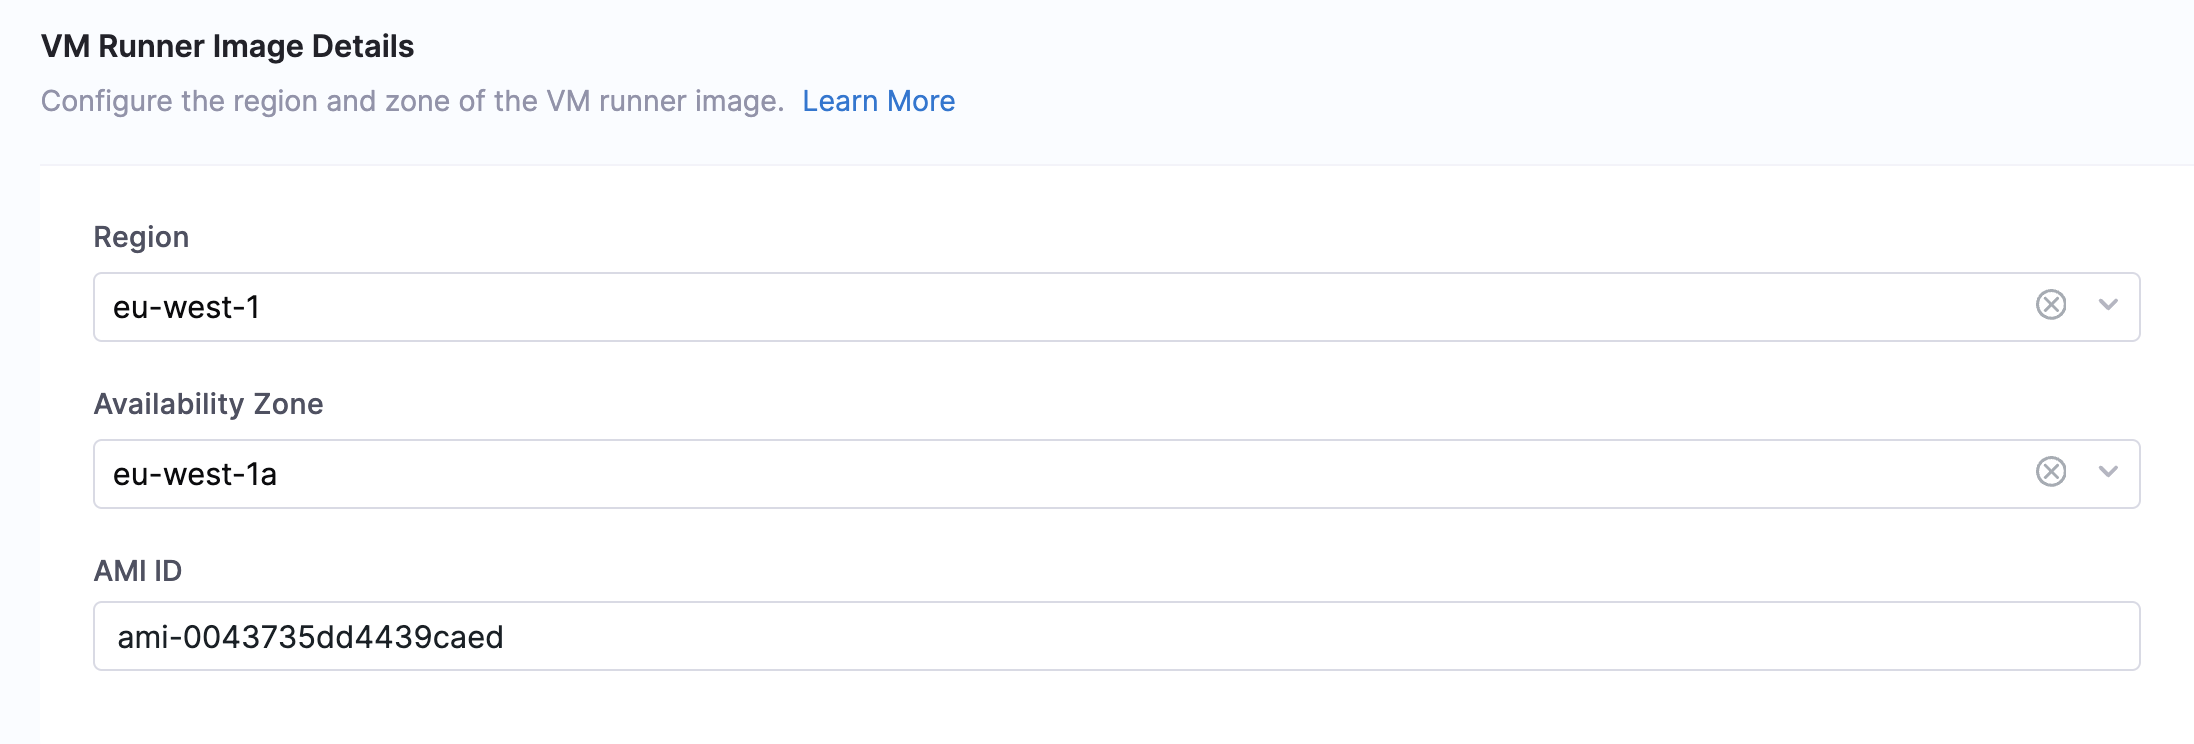 VM Runner Image Details
Configure the region and zone of the VM runner image. Learn More
Region
eu-west-1
Availability Zone
eu-west-1a
AMI ID
ami-0043735dd4439caed